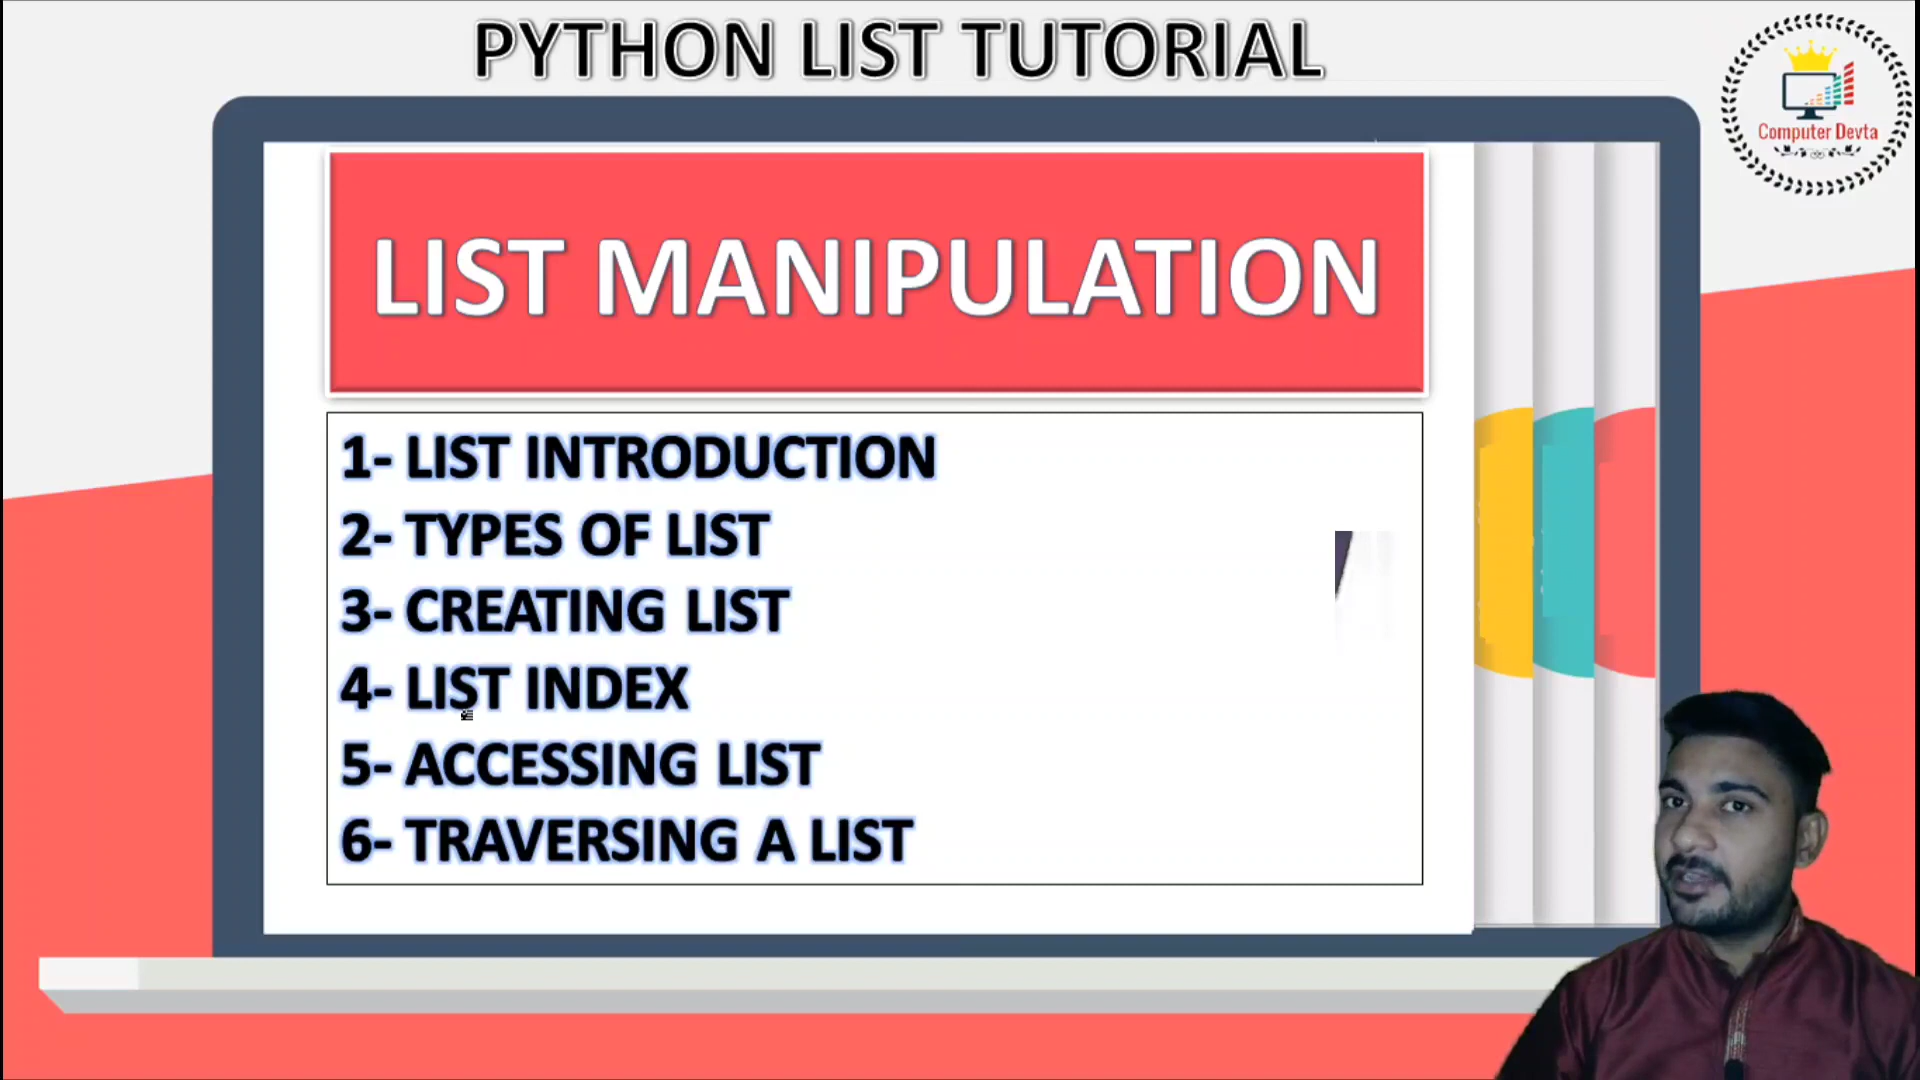 PYTHON LIST TUTORIAL
Computer Devta
LIST MANIPULATION
1- LIST INTRODUCTION
2- TYPES OF LIST
3- CREATING LIST
4- LIST INDEX
5- ACCESSING LIST
6- TRAVERSING A LIST